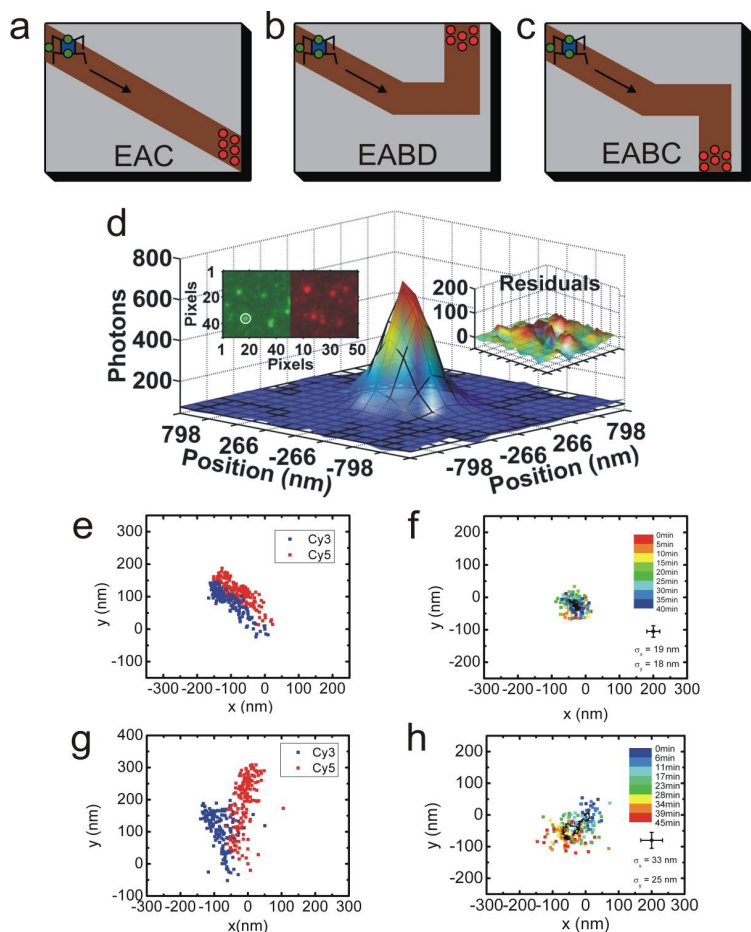 a
b
c
EAC
EABD
EABC
d
800
600
400
200
Photons
1
20
40
Pixels
1 20 40 10 30 50
Pixels
Residuals
200
100
0
798
266
-266
-798
Position (nm)
-798
-266
266
798
Position (nm)
e
350
300
200
100
0
-100
-150
y (nm)
-300 -200 -100 0 100 200
x (nm)
250
Cy3
Cy5
f
250
200
100
0
-100
-200
y (nm)
-300 -200 -100 0 100 200 300
x (nm)
0min
5min
10min
15min
20min
25min
30min
35min
40min
σx = 19 nm
σy = 18 nm
g
400
300
200
100
0
-100
y (nm)
-300 -200 -100 0 100 200 300
x(nm)
Cy3
Cy5
h
250
200
100
0
-100
-200
-250
y (nm)
-300 -200 -100 0 100 200 300
x (nm)
0min
6min
11min
17min
23min
28min
34min
39min
45min
σx = 33 nm
σy = 25 nm